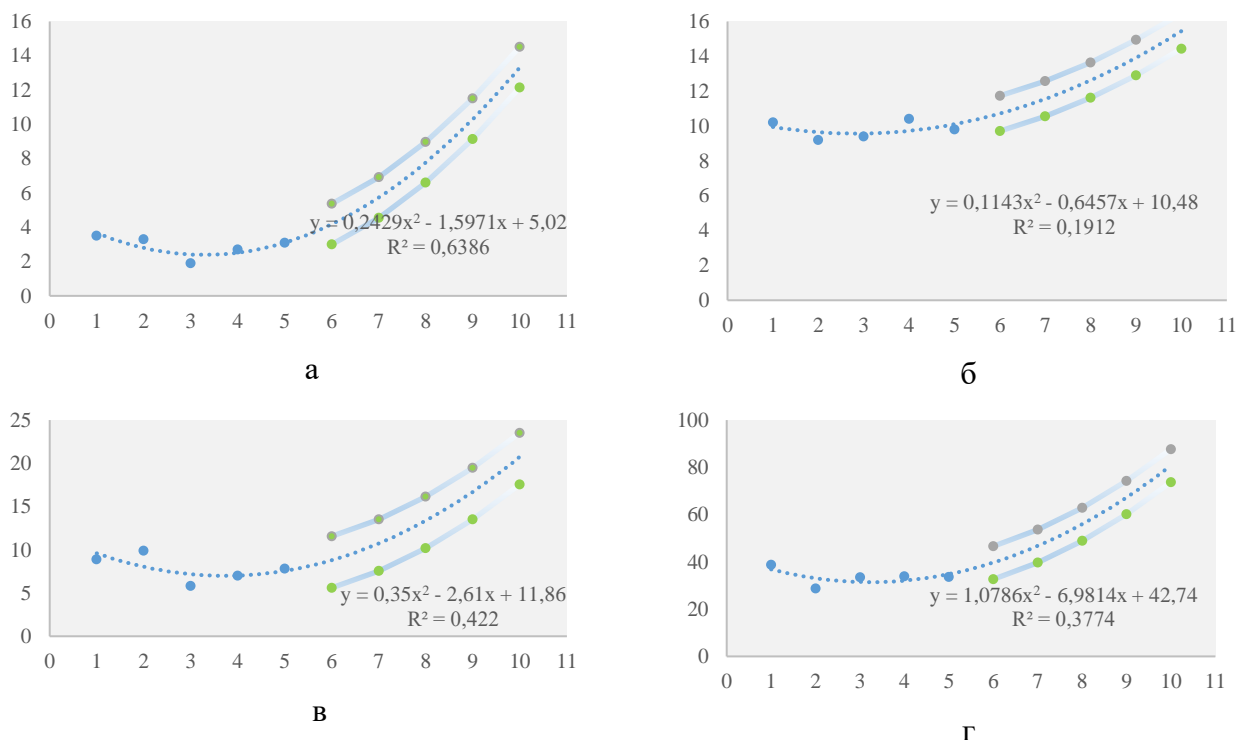 16
14
12
10
8
6
4
2
0
0 1 2 3 4 5 6 7 8 9 10 11
y = 0,2429x² - 1,5971x + 5,02
R² = 0,6386
а
16
14
12
10
8
6
4
2
0
0 1 2 3 4 5 6 7 8 9 10 11
y = 0,1143x² - 0,6457x + 10,48
R² = 0,1912
б
25
20
15
10
5
0
0 1 2 3 4 5 6 7 8 9 10 11
y = 0,35x² - 2,61x + 11,86
R² = 0,422
в
100
80
60
40
20
0
0 1 2 3 4 5 6 7 8 9 10 11
y = 1,0786x² - 6,9814x + 42,74
R² = 0,3774
г